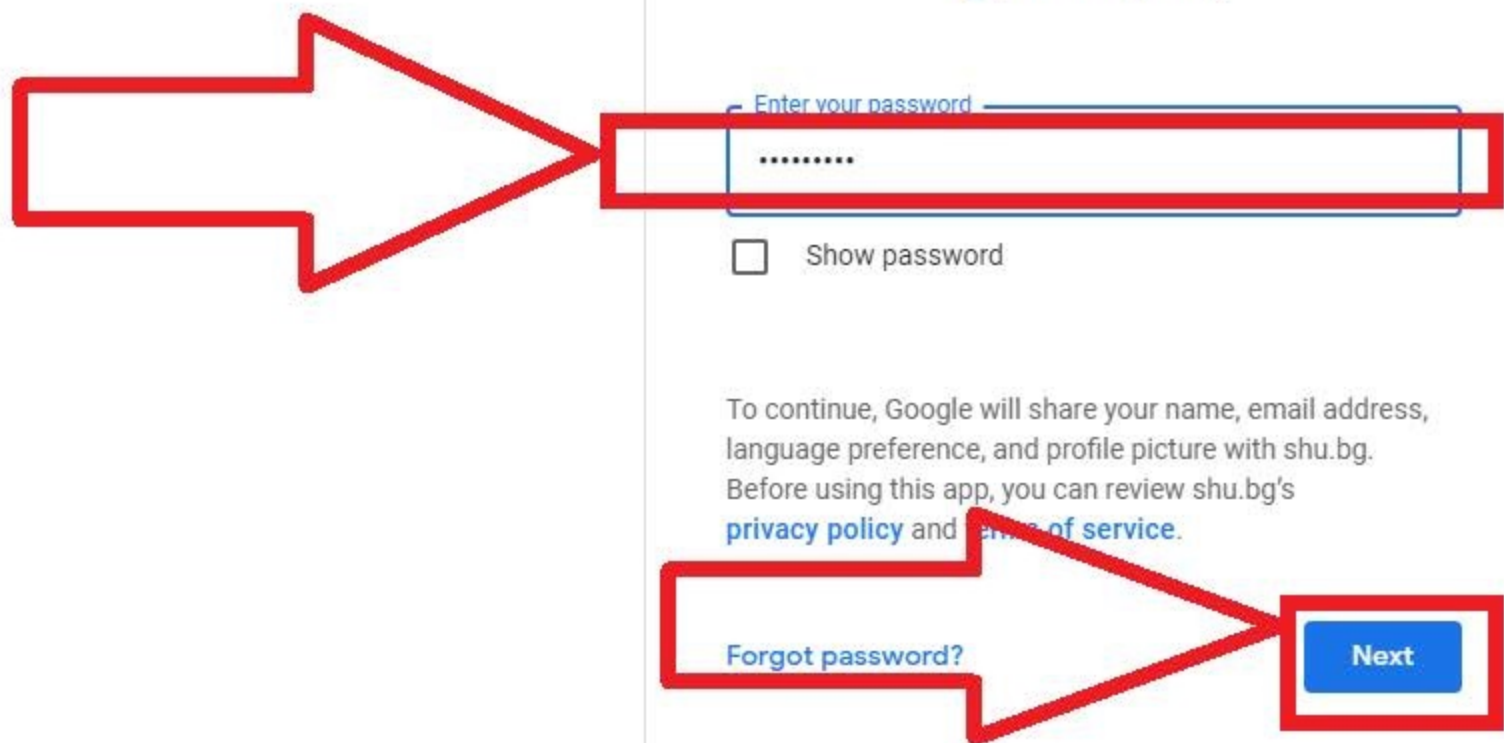 Enter your password
•••••••••
Show password
To continue, Google will share your name, email address,
language preference, and profile picture with shu.bg.
Before using this app, you can review shu.bg's
privacy policy and terms of service.
Forgot password?
Next